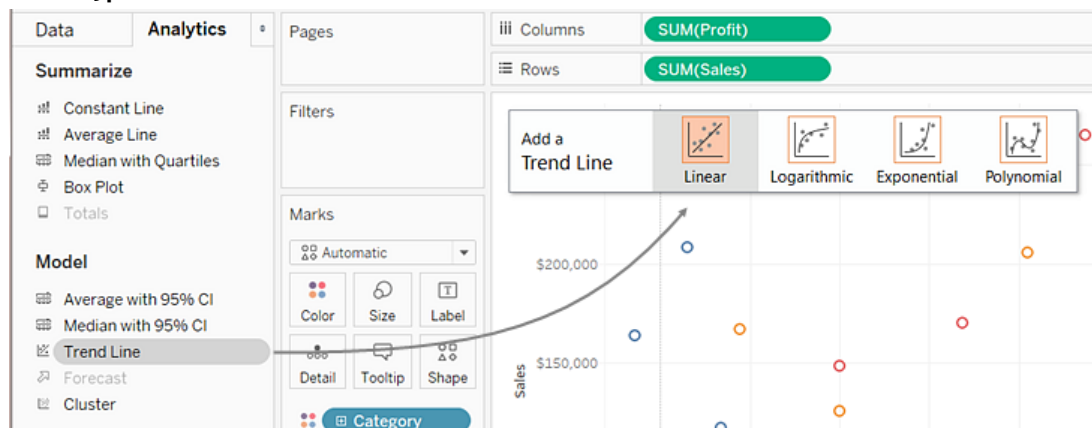 Data
Analytics
Summarize
Constant Line
Average Line
Median with Quartiles
Box Plot
Totals
Model
Average with 95% CI
Median with 95% CI
Trend Line
Forecast
Cluster
Pages
Filters
Marks
Automatic
Color
Size
Label
T
Detail
Tooltip
Shape
Category
Columns
SUM(Profit)
Rows
SUM(Sales)
Add a
Trend Line
Linear
Logarithmic
Exponential
Polynomial
$200,000
$150,000
Sales